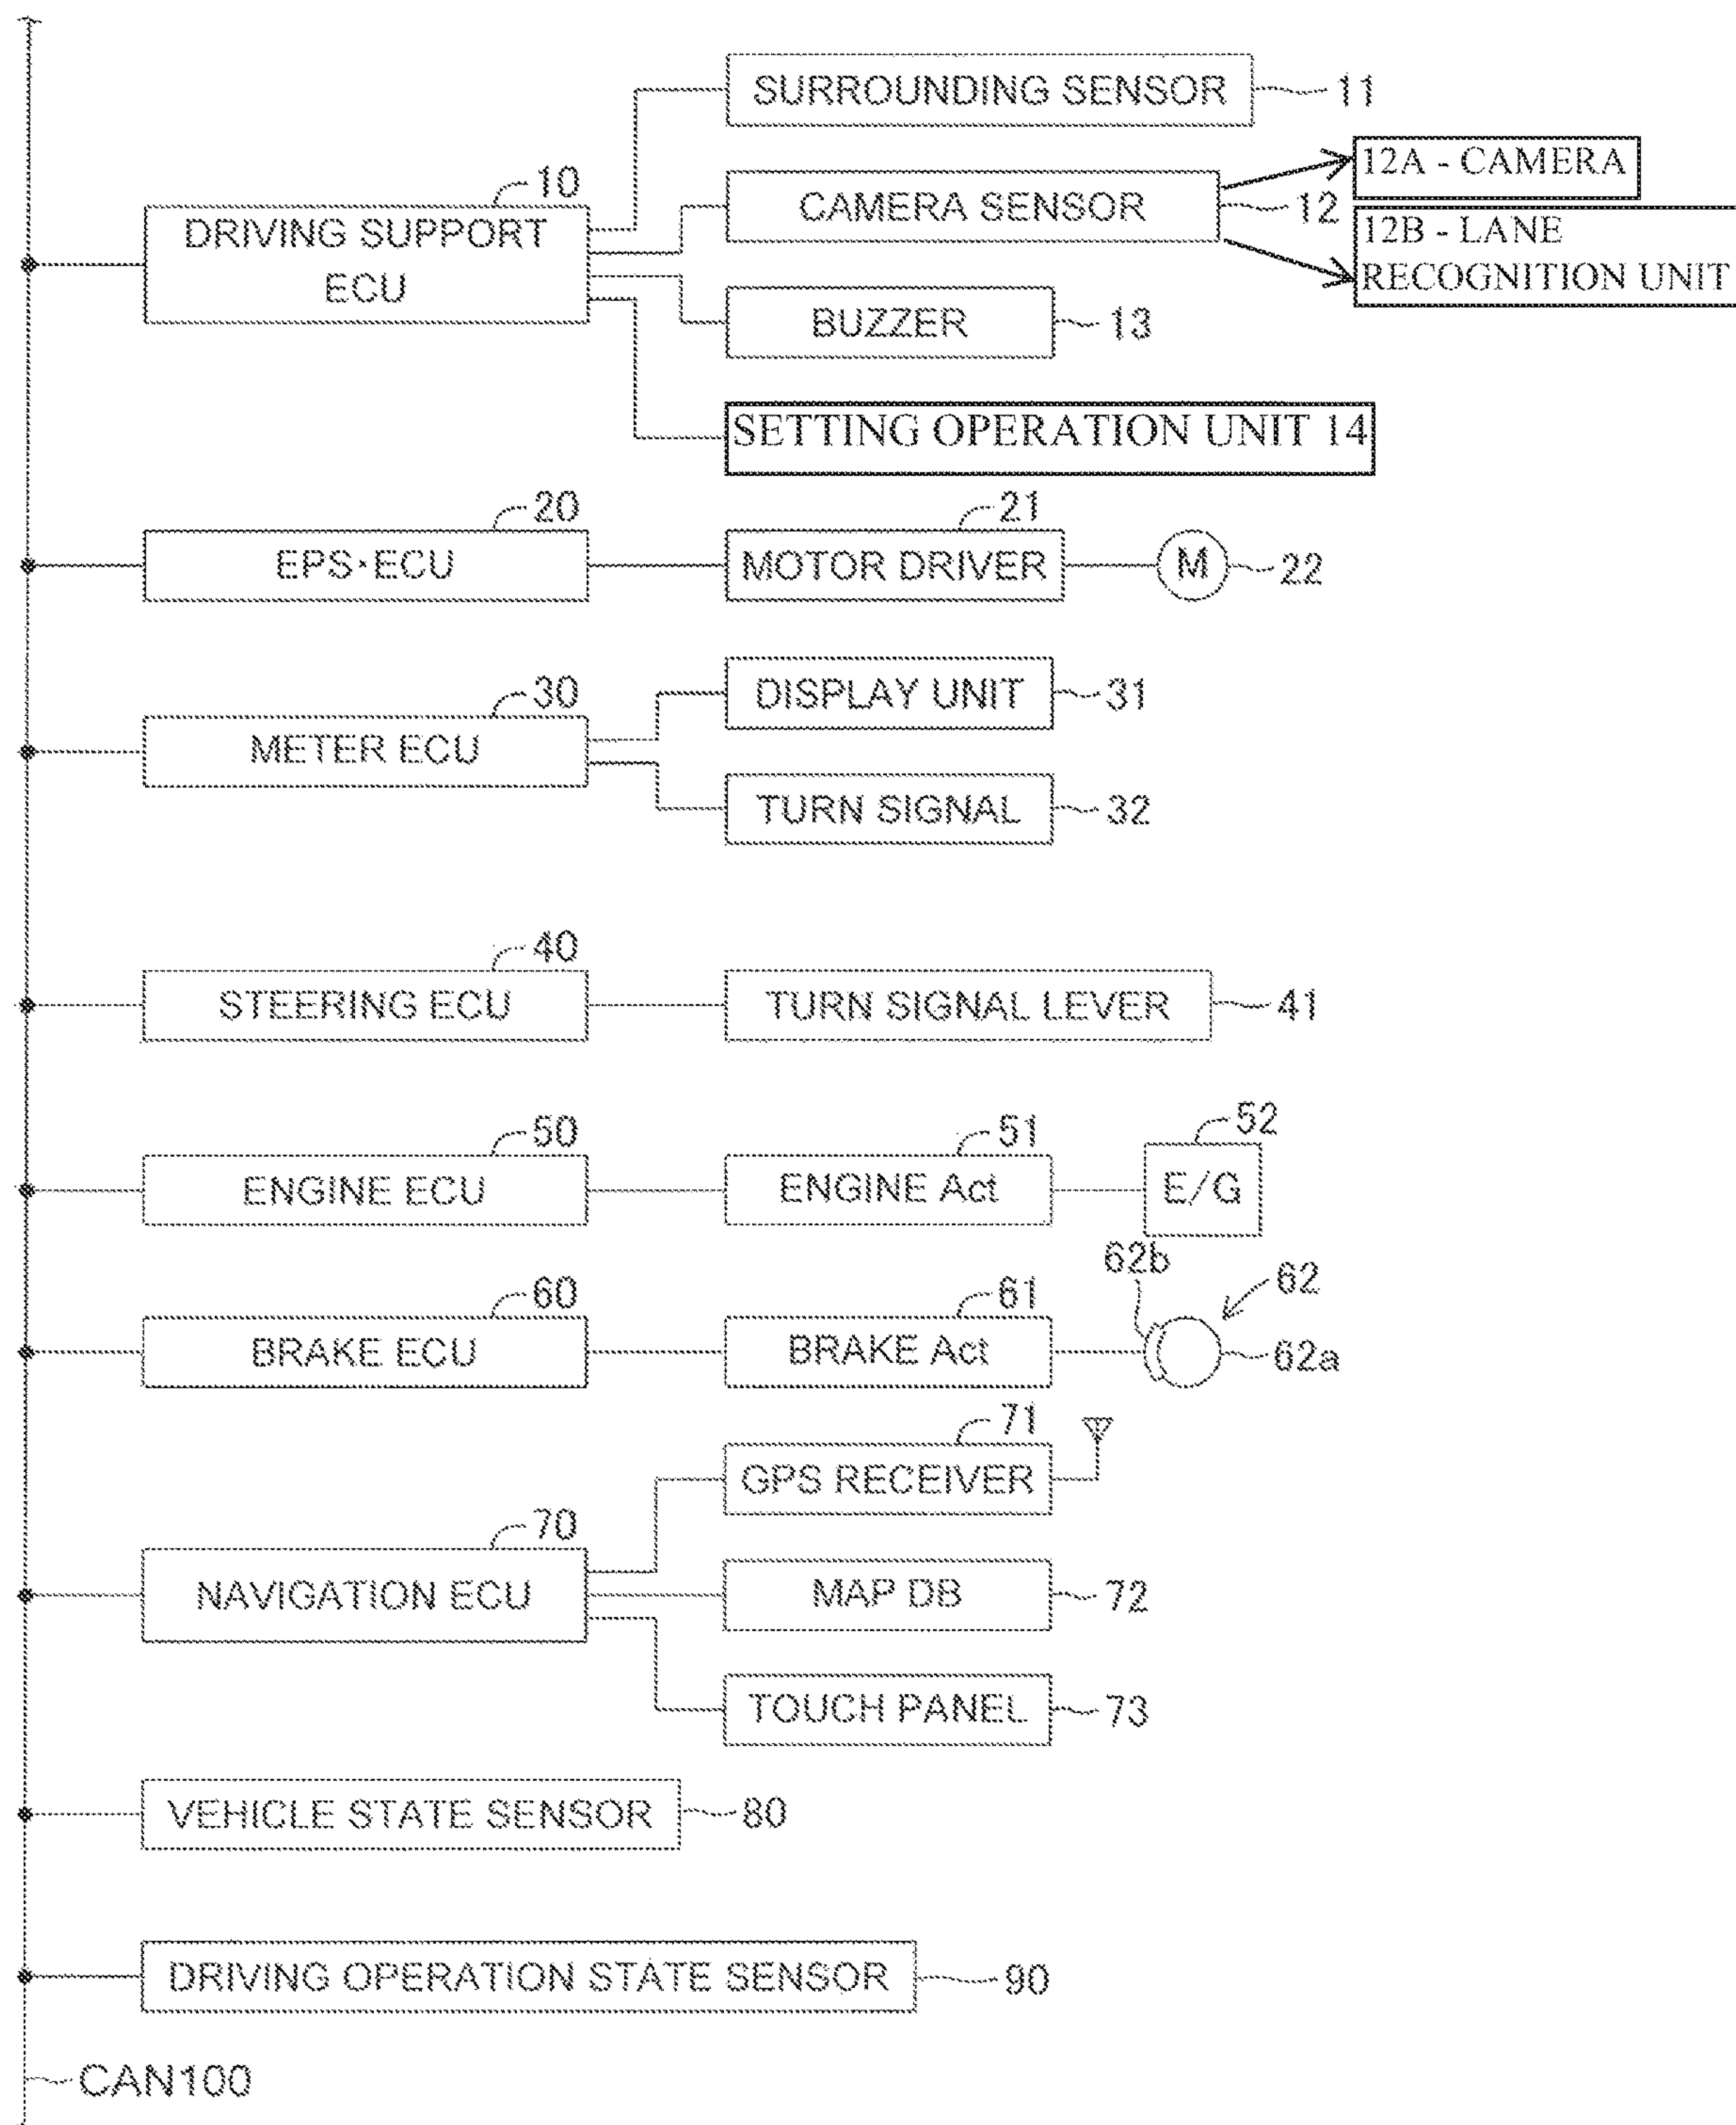 SURROUNDING SENSOR 11
12A - CAMERA
10
CAMERA SENSOR 12
DRIVING SUPPORT
ECU
12B - LANE
RECOGNITION UNIT
BUZZER 13
SETTING OPERATION UNIT 14
20 21
EPS·ECU MOTOR DRIVER M 22
DISPLAY UNIT 31
30
METER ECU
TURN SIGNAL 32
40
STEERING ECU TURN SIGNAL LEVER 41
50 51 52
ENGINE ECU ENGINE Act E/G
62b
60 61 62
BRAKE ECU BRAKE Act 62a
71
GPS RECEIVER
70
NAVIGATION ECU MAP DB 72
TOUCH PANEL 73
VEHICLE STATE SENSOR 80
DRIVING OPERATION STATE SENSOR 90
CAN100